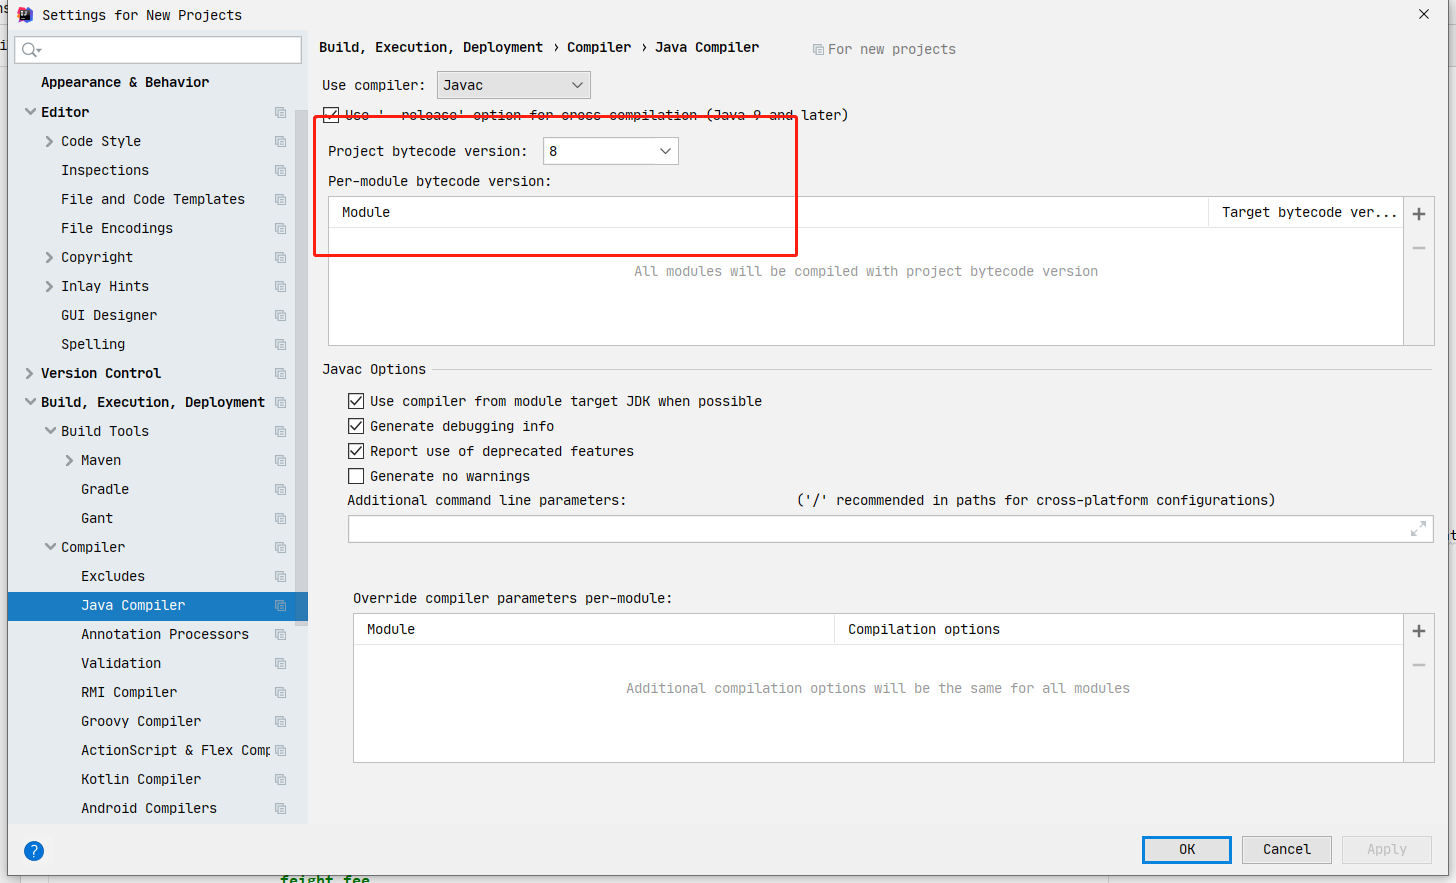 Settings for New Projects
Appearance & Behavior
Editor
Code Style
Inspections
File and Code Templates
File Encodings
Copyright
Inlay Hints
GUI Designer
Spelling
Version Control
Build, Execution, Deployment
Build Tools
Maven
Gradle
Gant
Compiler
Excludes
Java Compiler
Annotation Processors
Validation
RMI Compiler
Groovy Compiler
ActionScript & Flex Comp
Kotlin Compiler
Android Compilers
Build, Execution, Deployment › Compiler › Java Compiler
For new projects
Use compiler: Javac
Use '--release' option for cross-compilation (Java 9 and later)
Project bytecode version: 8
Per-module bytecode version:
Module Target bytecode ver...
All modules will be compiled with project bytecode version
Javac Options
Use compiler from module target JDK when possible
Generate debugging info
Report use of deprecated features
Generate no warnings
Additional command line parameters: ('/' recommended in paths for cross-platform configurations)
Override compiler parameters per-module:
Module Compilation options
Additional compilation options will be the same for all modules
?
OK Cancel Apply
feight fee